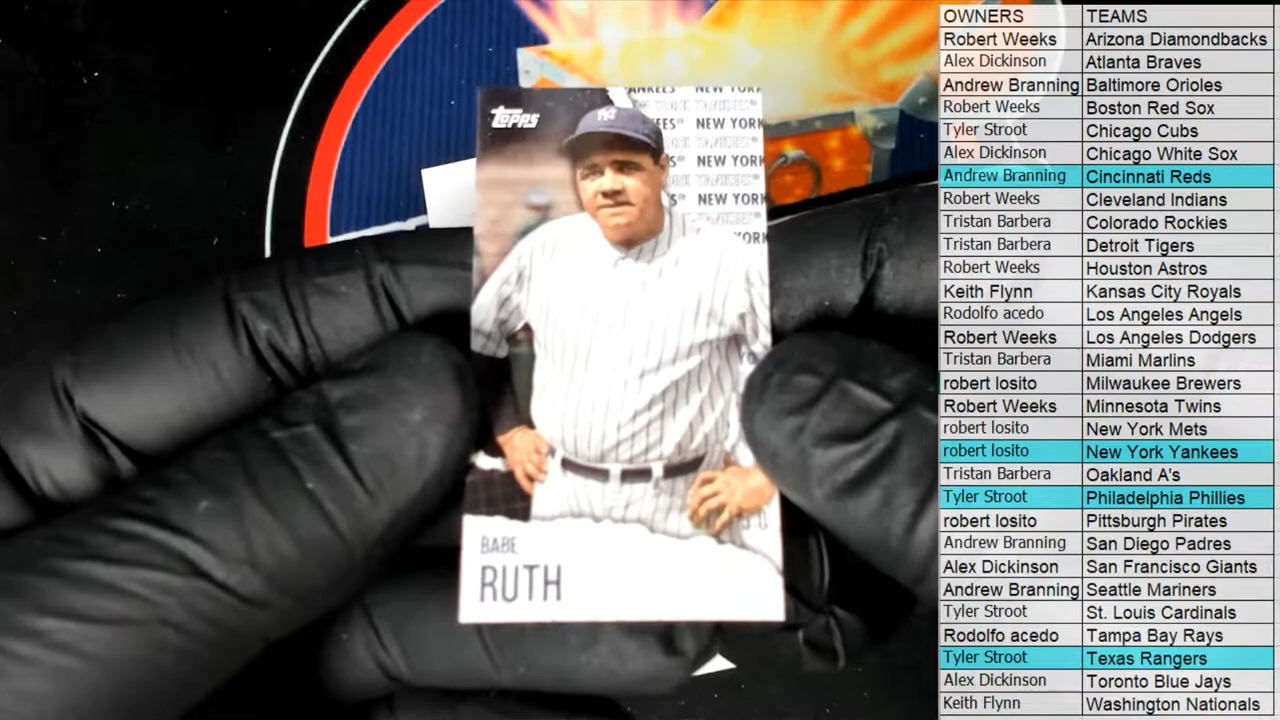 TOPPS
ANKEES NEW YORK
YANKEES
EES® NEW YORK
YANKEES
S® NEW YORK
YANKEES®
S® NEW YORK
YANKEES®
YORK
BABE
RUTH
OWNERS TEAMS
Robert Weeks Arizona Diamondbacks
Alex Dickinson Atlanta Braves
Andrew Branning Baltimore Orioles
Robert Weeks Boston Red Sox
Tyler Stroot Chicago Cubs
Alex Dickinson Chicago White Sox
Andrew Branning Cincinnati Reds
Robert Weeks Cleveland Indians
Tristan Barbera Colorado Rockies
Tristan Barbera Detroit Tigers
Robert Weeks Houston Astros
Keith Flynn Kansas City Royals
Rodolfo acedo Los Angeles Angels
Robert Weeks Los Angeles Dodgers
Tristan Barbera Miami Marlins
robert losito Milwaukee Brewers
Robert Weeks Minnesota Twins
robert losito New York Mets
robert losito New York Yankees
Tristan Barbera Oakland A's
Tyler Stroot Philadelphia Phillies
robert losito Pittsburgh Pirates
Andrew Branning San Diego Padres
Alex Dickinson San Francisco Giants
Andrew Branning Seattle Mariners
Tyler Stroot St. Louis Cardinals
Rodolfo acedo Tampa Bay Rays
Tyler Stroot Texas Rangers
Alex Dickinson Toronto Blue Jays
Keith Flynn Washington Nationals